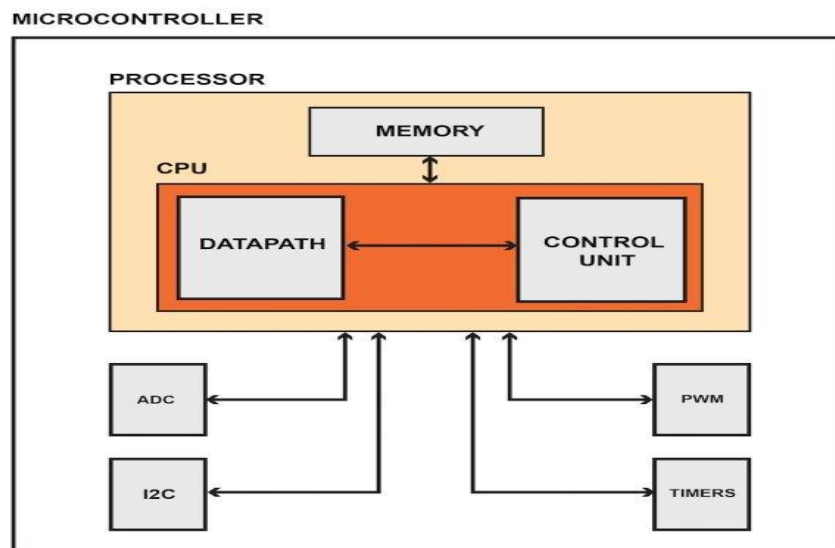 MICROCONTROLLER
PROCESSOR
MEMORY
CPU
DATAPATH
CONTROL
UNIT
ADC
PWM
I2C
TIMERS